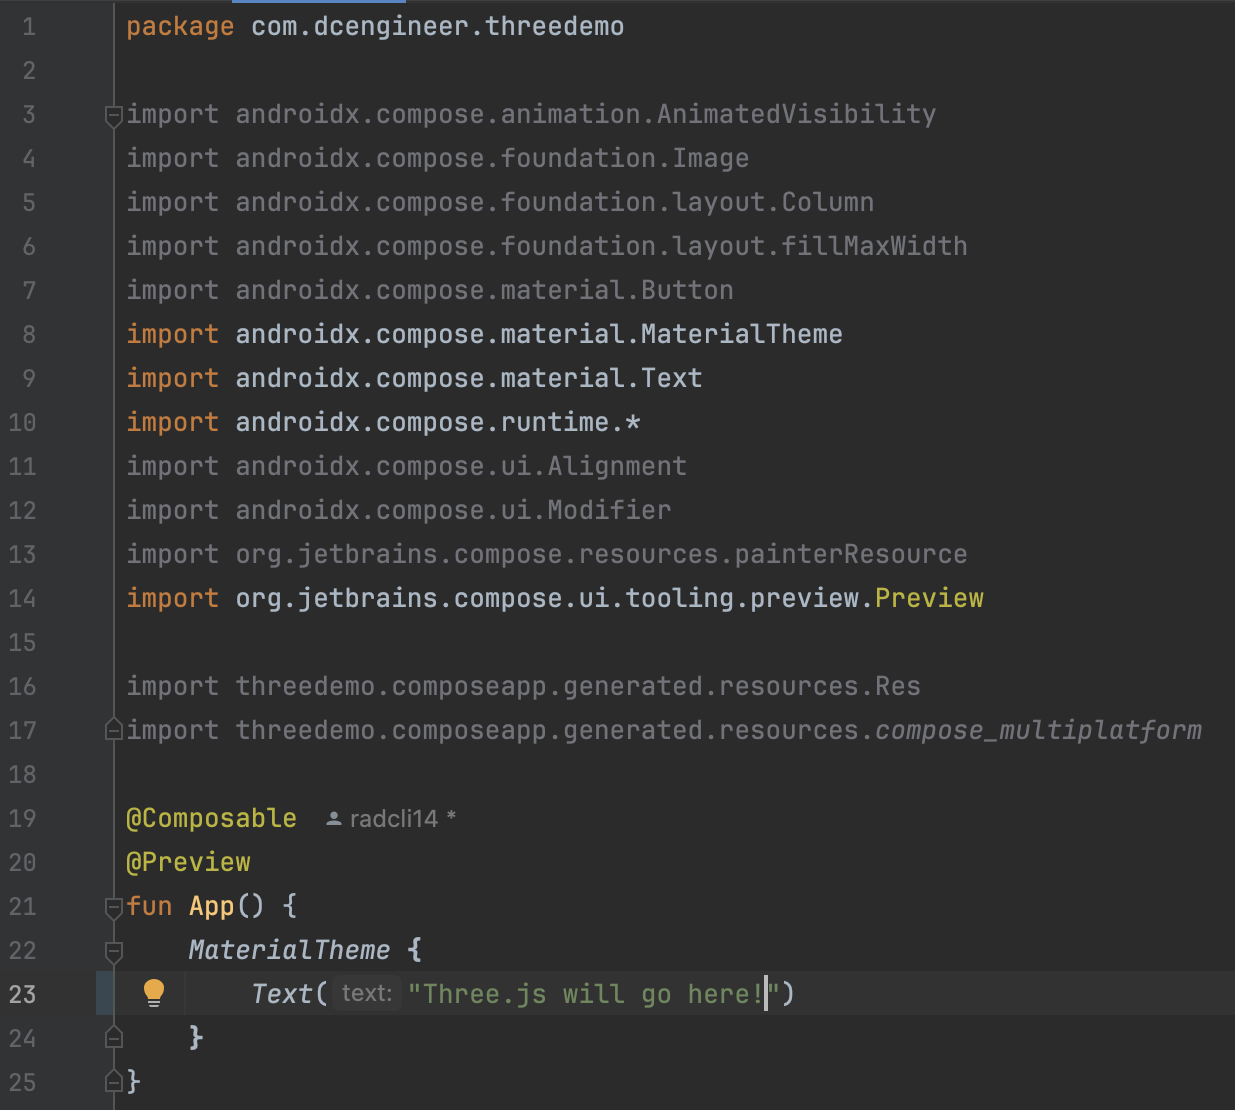 1 package com.dcengineer.threedemo
2
3 import androidx.compose.animation.AnimatedVisibility
4 import androidx.compose.foundation.Image
5 import androidx.compose.foundation.layout.Column
6 import androidx.compose.foundation.layout.fillMaxWidth
7 import androidx.compose.material.Button
8 import androidx.compose.material.MaterialTheme
9 import androidx.compose.material.Text
10 import androidx.compose.runtime.*
11 import androidx.compose.ui.Alignment
12 import androidx.compose.ui.Modifier
13 import org.jetbrains.compose.resources.painterResource
14 import org.jetbrains.compose.ui.tooling.preview.Preview
15
16 import threedemo.composeapp.generated.resources.Res
17 import threedemo.composeapp.generated.resources.compose_multiplatform
18
19 @Composable radcli14 *
20 @Preview
21 fun App() {
22     MaterialTheme {
23         Text( text: "Three.js will go here!")
24     }
25 }